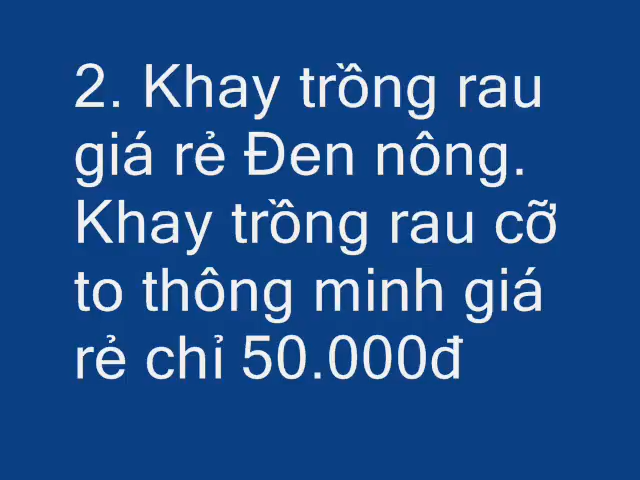 2. Khay trồng rau
giá rẻ Đen nông.
Khay trồng rau cỡ
to thông minh giá
rẻ chỉ 50.000đ